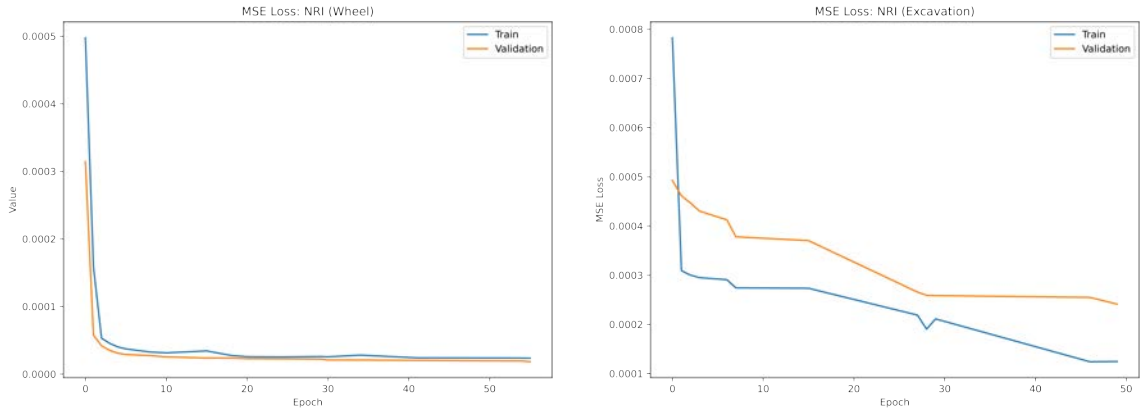 MSE Loss: NRI (Wheel)
Train
Validation
0.0005
0.0004
0.0003
0.0002
0.0001
0.0000
Value
0 10 20 30 40 50
Epoch
MSE Loss: NRI (Excavation)
Train
Validation
0.0008
0.0007
0.0006
0.0005
0.0004
0.0003
0.0002
0.0001
MSE Loss
0 10 20 30 40 50
Epoch